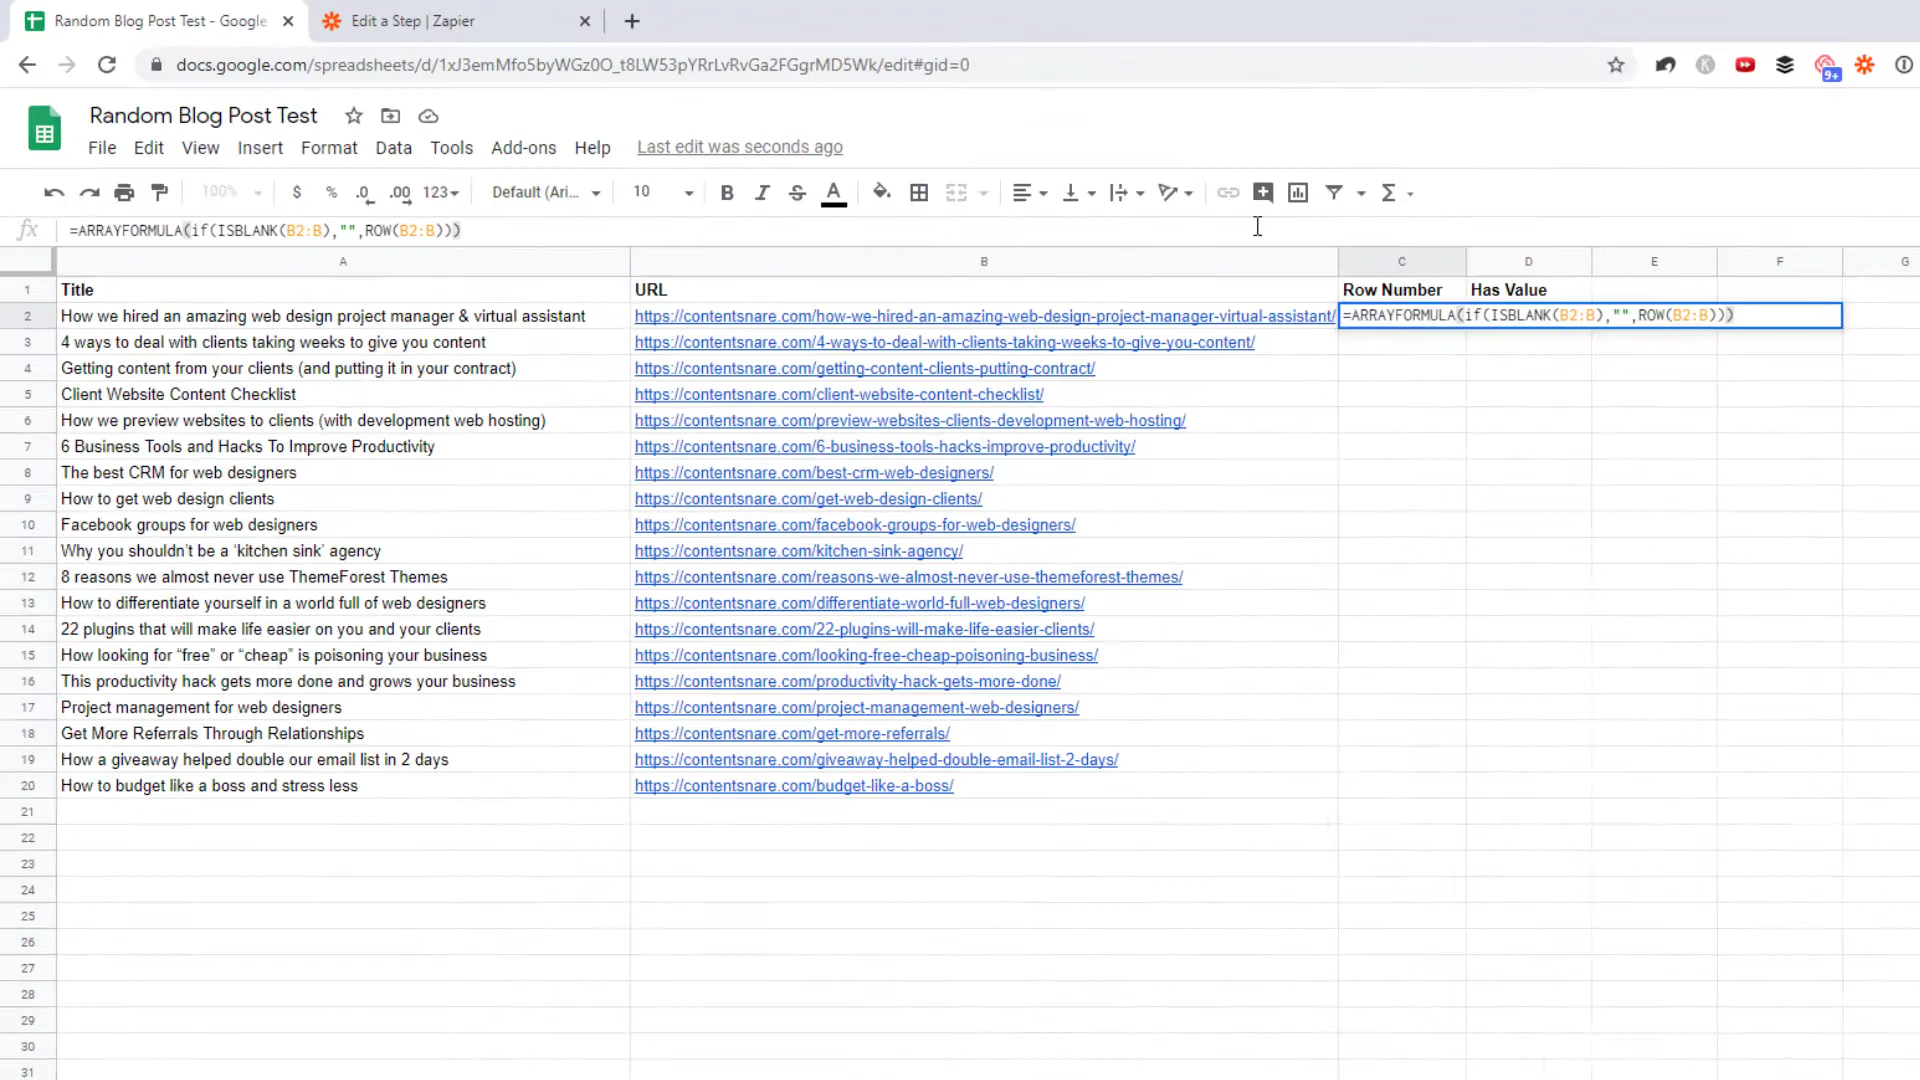 Random Blog Post Test - Google
Edit a Step | Zapier
docs.google.com/spreadsheets/d/1xJ3emMfo5byWGz0O_t8LW53pYRrLvRvGa2FGgrMD5Wk/edit#gid=0
9+
Random Blog Post Test
File Edit View Insert Format Data Tools Add-ons Help Last edit was seconds ago
100% $ % .0 .00 123 Default (Ari... 10 B I S A Σ
fx =ARRAYFORMULA(if(ISBLANK(B2:B),"",ROW(B2:B)))
A B C D E F G
1 Title URL Row Number Has Value
2 How we hired an amazing web design project manager & virtual assistant https://contentsnare.com/how-we-hired-an-amazing-web-design-project-manager-virtual-assistant/ =ARRAYFORMULA(if(ISBLANK(B2:B),"",ROW(B2:B)))
3 4 ways to deal with clients taking weeks to give you content https://contentsnare.com/4-ways-to-deal-with-clients-taking-weeks-to-give-you-content/
4 Getting content from your clients (and putting it in your contract) https://contentsnare.com/getting-content-clients-putting-contract/
5 Client Website Content Checklist https://contentsnare.com/client-website-content-checklist/
6 How we preview websites to clients (with development web hosting) https://contentsnare.com/preview-websites-clients-development-web-hosting/
7 6 Business Tools and Hacks To Improve Productivity https://contentsnare.com/6-business-tools-hacks-improve-productivity/
8 The best CRM for web designers https://contentsnare.com/best-crm-web-designers/
9 How to get web design clients https://contentsnare.com/get-web-design-clients/
10 Facebook groups for web designers https://contentsnare.com/facebook-groups-for-web-designers/
11 Why you shouldn’t be a ‘kitchen sink’ agency https://contentsnare.com/kitchen-sink-agency/
12 8 reasons we almost never use ThemeForest Themes https://contentsnare.com/reasons-we-almost-never-use-themeforest-themes/
13 How to differentiate yourself in a world full of web designers https://contentsnare.com/differentiate-world-full-web-designers/
14 22 plugins that will make life easier on you and your clients https://contentsnare.com/22-plugins-will-make-life-easier-clients/
15 How looking for “free” or “cheap” is poisoning your business https://contentsnare.com/looking-free-cheap-poisoning-business/
16 This productivity hack gets more done and grows your business https://contentsnare.com/productivity-hack-gets-more-done/
17 Project management for web designers https://contentsnare.com/project-management-web-designers/
18 Get More Referrals Through Relationships https://contentsnare.com/get-more-referrals/
19 How a giveaway helped double our email list in 2 days https://contentsnare.com/giveaway-helped-double-email-list-2-days/
20 How to budget like a boss and stress less https://contentsnare.com/budget-like-a-boss/
21
22
23
24
25
26
27
28
29
30
31